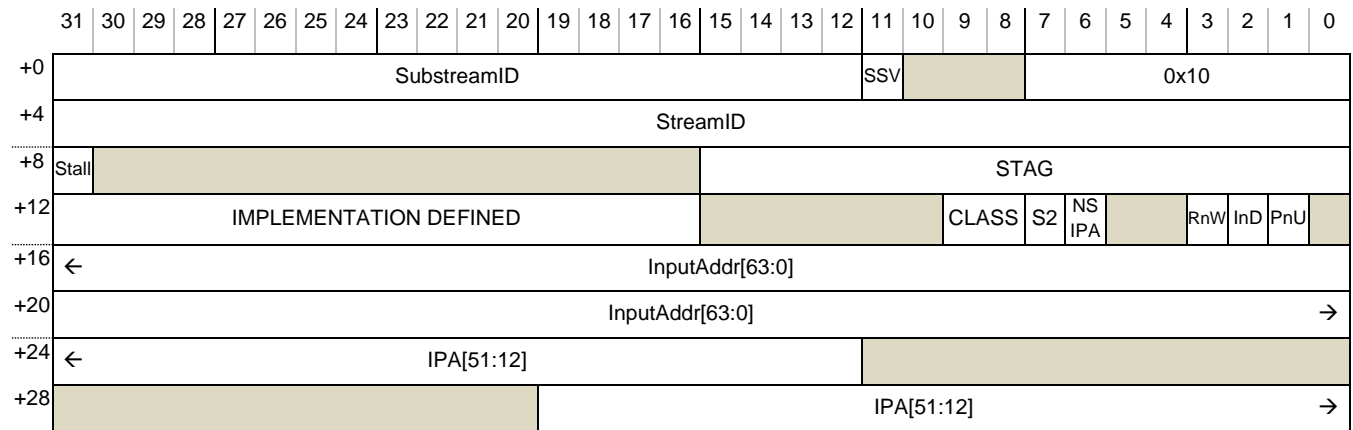 31 30 29 28 27 26 25 24 23 22 21 20 19 18 17 16 15 14 13 12 11 10 9 8 7 6 5 4 3 2 1 0
+0 SubstreamID SSV 0x10
+4 StreamID
+8 Stall STAG
+12 IMPLEMENTATION DEFINED CLASS S2 NS IPA RnW InD PnU
+16 ← InputAddr[63:0]
+20 InputAddr[63:0] →
+24 ← IPA[51:12]
+28 IPA[51:12] →